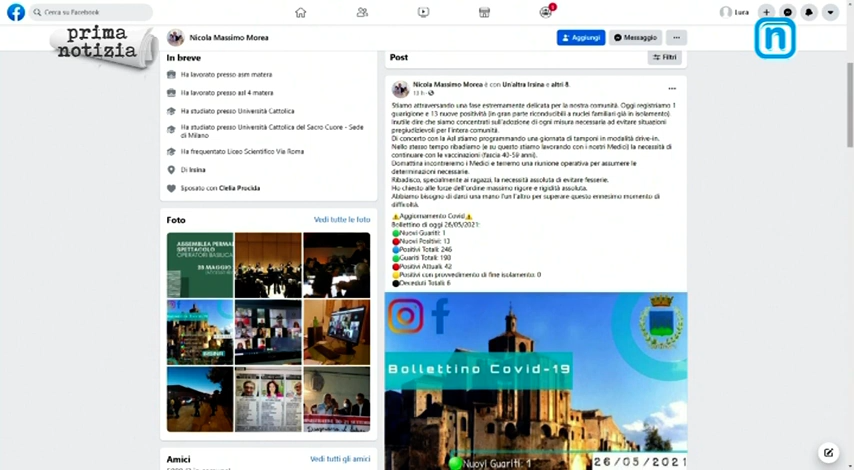 Cerca su Facebook
Luca
prima
notizia
n
Nicola Massimo Morea
Aggiungi
Messaggio
In breve
Ha lavorato presso asm matera
Ha lavorato presso asl 4 matera
Ha studiato presso Università Cattolica
Ha studiato presso Università Cattolica del Sacro Cuore - Sede
di Milano
Ha frequentato Liceo Scientifico Via Roma
Di Irsina
Sposato con Clelia Procida
Foto
Vedi tutte le foto
ASSEMBLEA PERMA
SPETTACOLO
OPERATORI BASILICA
Amici
Vedi tutti gli amici
Post
Filtri
Nicola Massimo Morea è con Un'altra Irsina e altri 8.
13 h
Stiamo attraversando una fase estremamente delicata per la nostra comunità. Oggi registriamo 1
guarigione e 13 nuove positività (in gran parte riconducibili a nuclei familiari già in isolamento)
Inutile dire che siamo concentrati sull'adozione di ogni misura necessaria ad evitare situazioni
pregiudizievoli per l'intera comunità.
Di concerto con la Asl stiamo programmando una giornata di tamponi in modalità drive-in.
Nello stesso tempo ribadiamo (e su questo stiamo lavorando con i nostri Medici) la necessità di
continuare con le vaccinazioni (fascia 40-59 anni).
Domattina incontreremo i Medici e terremo una riunione operativa per assumere le
determinazioni necessarie.
Ribadisco, specialmente ai ragazzi, la necessità assoluta di evitare fesserie.
Ho chiesto alle forze dell'ordine massimo rigore e rigidità assoluta.
Abbiamo bisogno di darci una mano l'un l'altro per superare questo ennesimo momento di
difficoltà.
⚠Aggiornamento Covid⚠
Bollettino di oggi 26/05/2021:
Nuovi Guariti: 1
Nuovi Positivi: 13
Positivi Totali: 246
Guariti Totali: 198
Positivi Attuali: 42
Positivi con provvedimento di fine isolamento: 0
Deceduti Totali: 6
Bollettino Covid-19
Nuovi Guariti: 1
26/05/2021